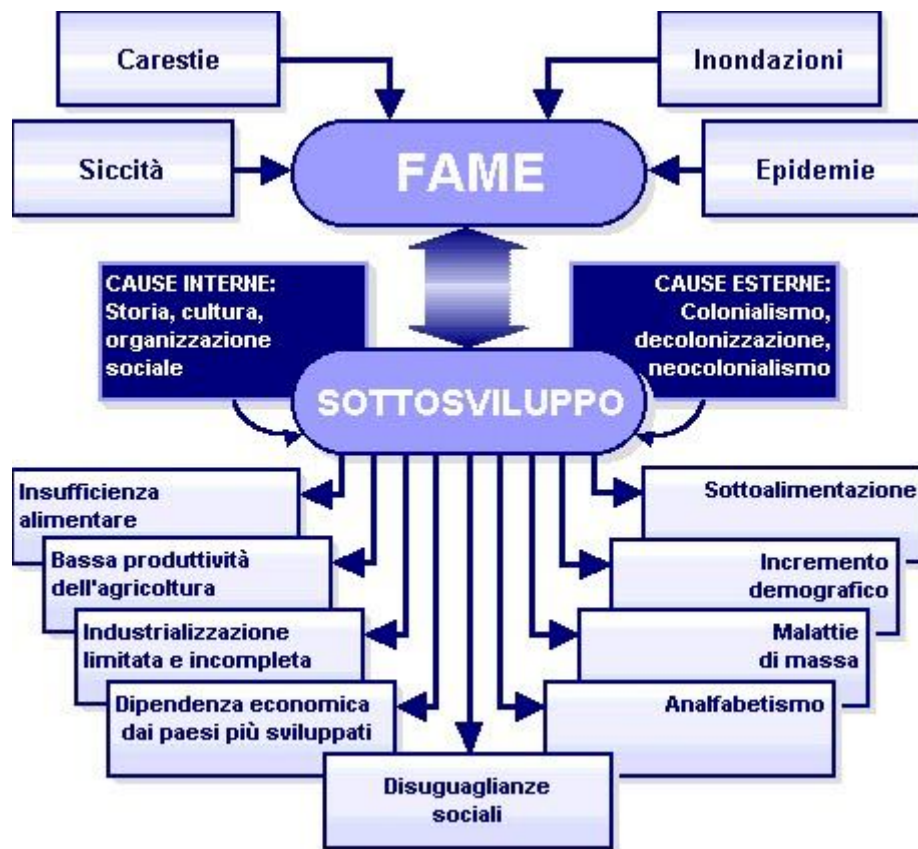 Carestie
Inondazioni
Siccità
FAME
Epidemie
CAUSE INTERNE:
Storia, cultura,
organizzazione
sociale
CAUSE ESTERNE:
Colonialismo,
decolonizzazione,
neocolonialismo
SOTTOSVILUPPO
Insufficienza
alimentare
Sottoalimentazione
Bassa produttività
dell'agricoltura
Incremento
demografico
Industrializzazione
limitata e incompleta
Malattie
di massa
Dipendenza economica
dai paesi più sviluppati
Analfabetismo
Disuguaglianze
sociali